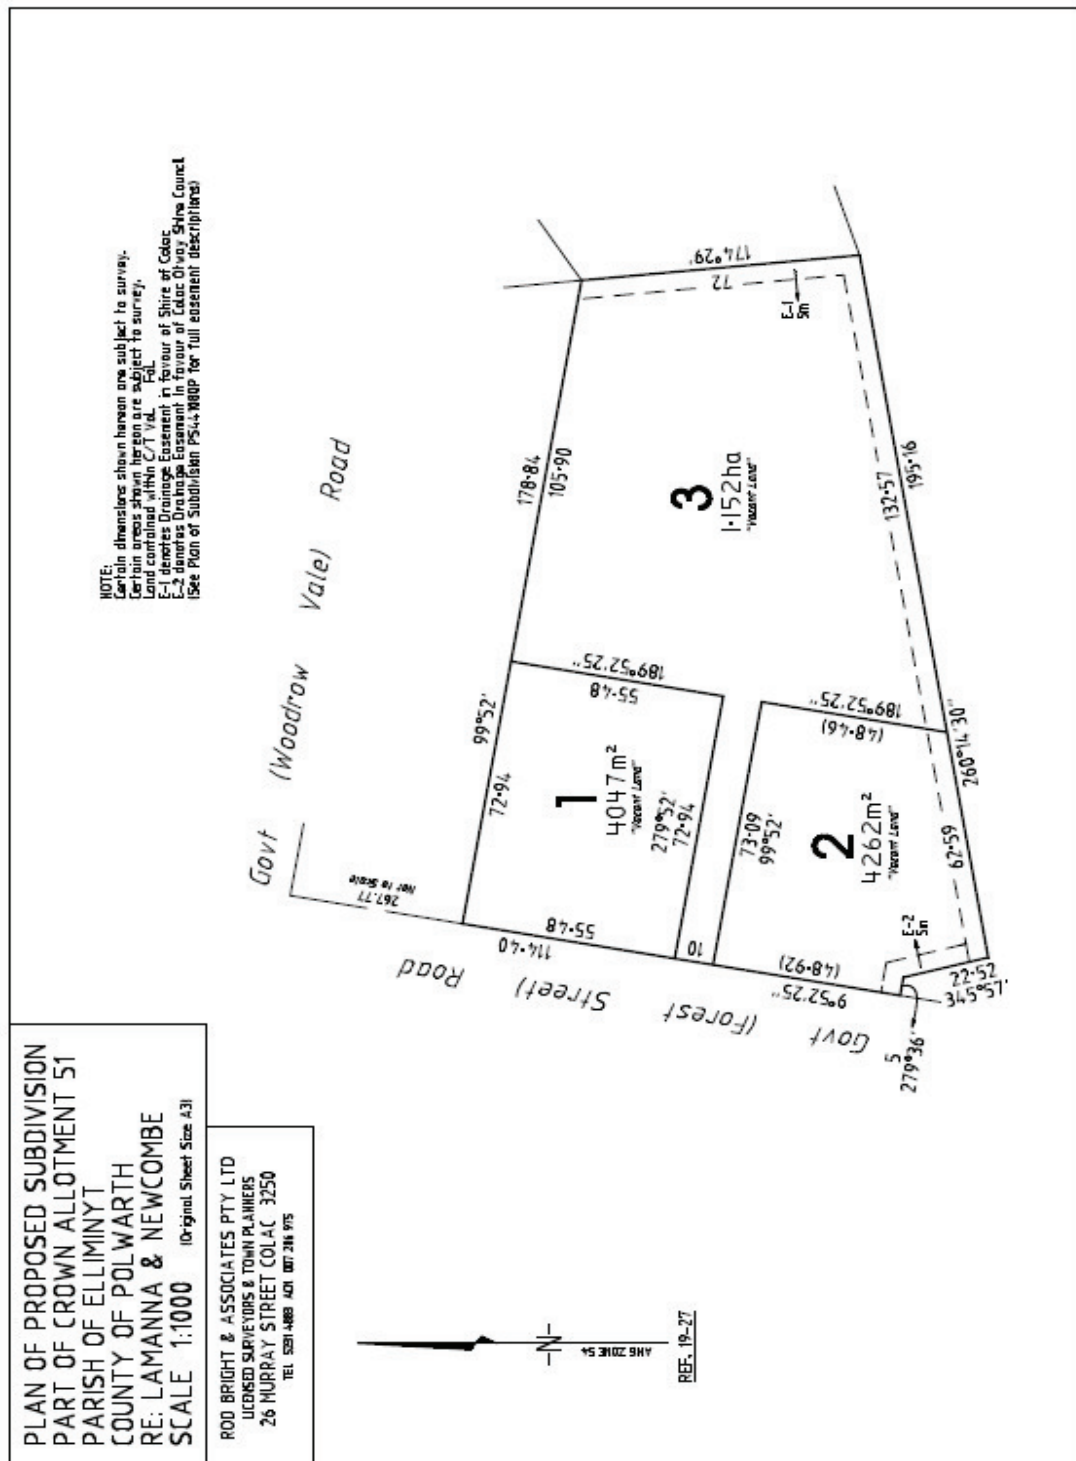 PLAN OF PROPOSED SUBDIVISION
PART OF CROWN ALLOTMENT 51
PARISH OF ELLIMINYT
COUNTY OF POLWARTH
RE: LAMANNA & NEWCOMBE
SCALE 1:1000 (Original Sheet Size A3)
ROD BRIGHT & ASSOCIATES PTY LTD
LICENSED SURVEYORS & TOWN PLANNERS
26 MURRAY STREET COLAC 3250
TEL 5231 4883 ACN 007 206 975
N
AMG ZONE 54
REF. 19-27
NOTE:
Certain dimensions shown hereon are subject to survey.
Certain areas shown hereon are subject to survey.
Land contained within C/T Vol. Fol.
E-1 denotes Drainage Easement in favour of Shire of Colac
E-2 denotes Drainage Easement in favour of Colac Otway Shire Council
(See Plan of Subdivision for full easement descriptions)
Govt (Woodrow Vale) Road
267·77
Not to Scale
99°52'
178·84
72·94
105·90
1
4047m²
"Vacant Land"
55·48
114·40
55·48
189°52'25"
279°52'
72·94
10
Govt (Forest Street) Road
73·09
99°52'
2
4262m²
"Vacant Land"
(48·92)
9°52'25"
(48·46)
189°52'25"
E-2
5m
62·59
260°14'30"
22·52
345°57'
5
279°36'
3
1·152ha
"Vacant Land"
132·57
195·16
174°29'
72
E-1
5m